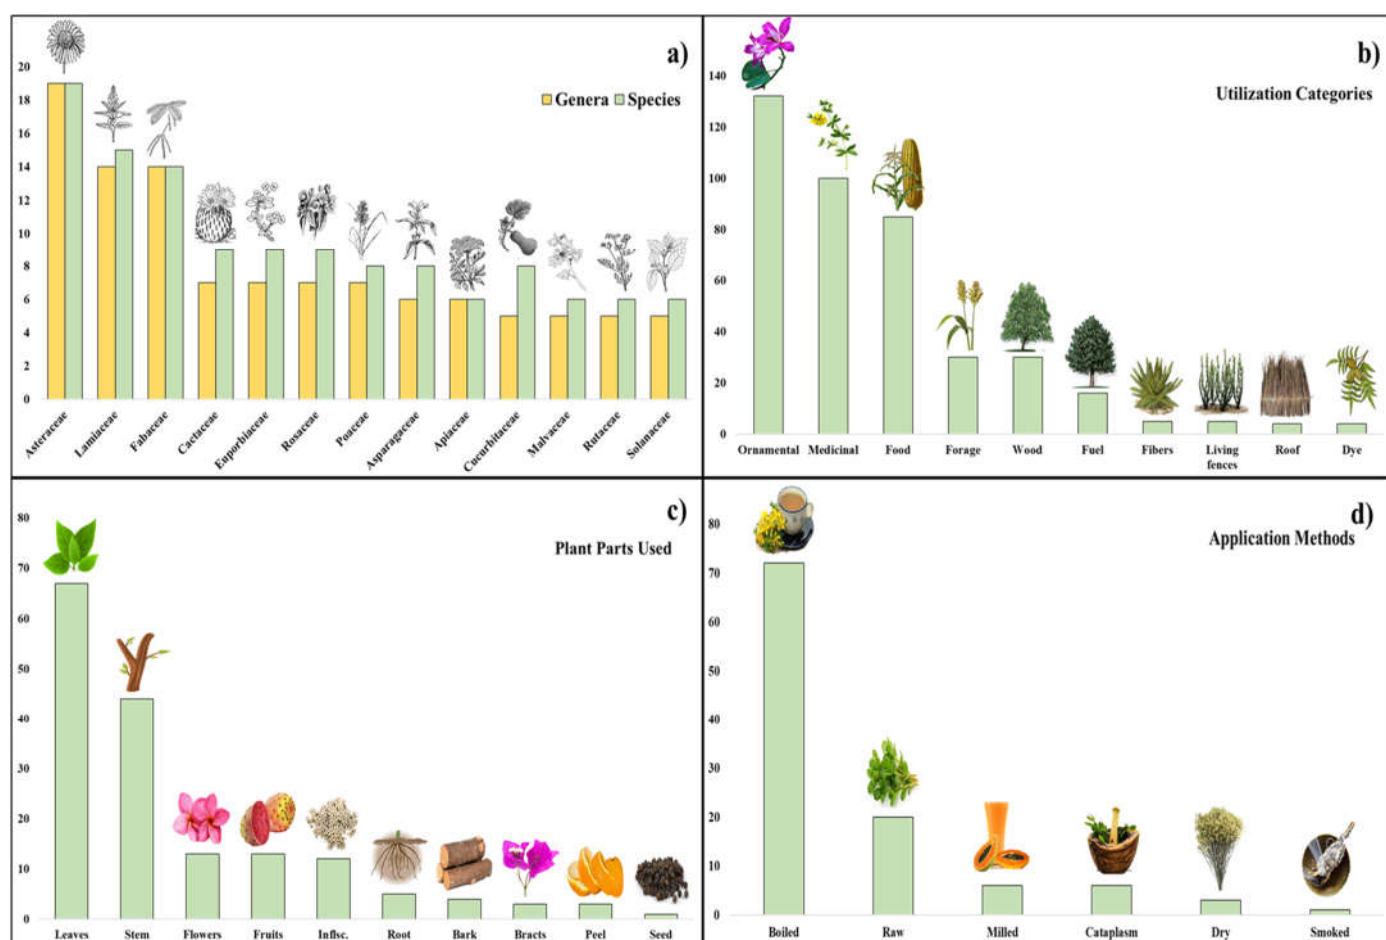 a)
Genera Species
20
18
16
14
12
10
8
6
4
2
0
Asteraceae Lamiaceae Fabaceae Cactaceae Euporbiaceae Rosaceae Poaceae Asparagaceae Apiaceae Cucurbitaceae Malvaceae Rutaceae Solanaceae
b)
Utilization Categories
140
120
100
80
60
40
20
0
Ornamental Medicinal Food Forage Wood Fuel Fibers Living Roof Dye
fences
c)
Plant Parts Used
80
70
60
50
40
30
20
10
0
Leaves Stem Flowers Fruits Inflsc. Root Bark Bracts Peel Seed
d)
Application Methods
80
70
60
50
40
30
20
10
0
Boiled Raw Milled Cataplasm Dry Smoked